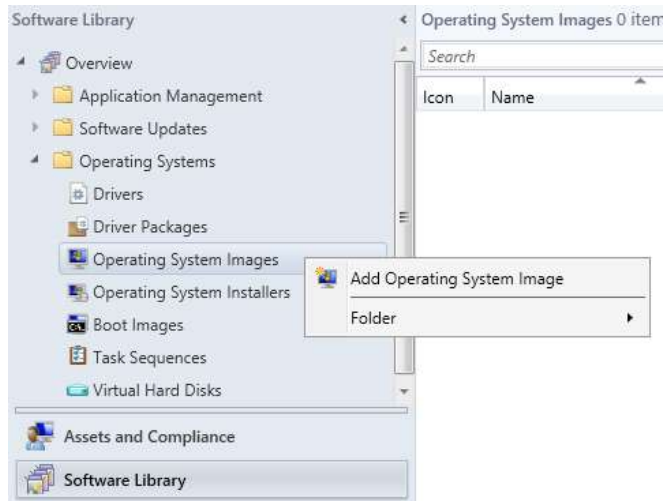 Software Library
Overview
Application Management
Software Updates
Operating Systems
Drivers
Driver Packages
Operating System Images
Operating System Installers
Boot Images
Task Sequences
Virtual Hard Disks
Assets and Compliance
Software Library
Operating System Images 0 item
Search
Icon Name
Add Operating System Image
Folder